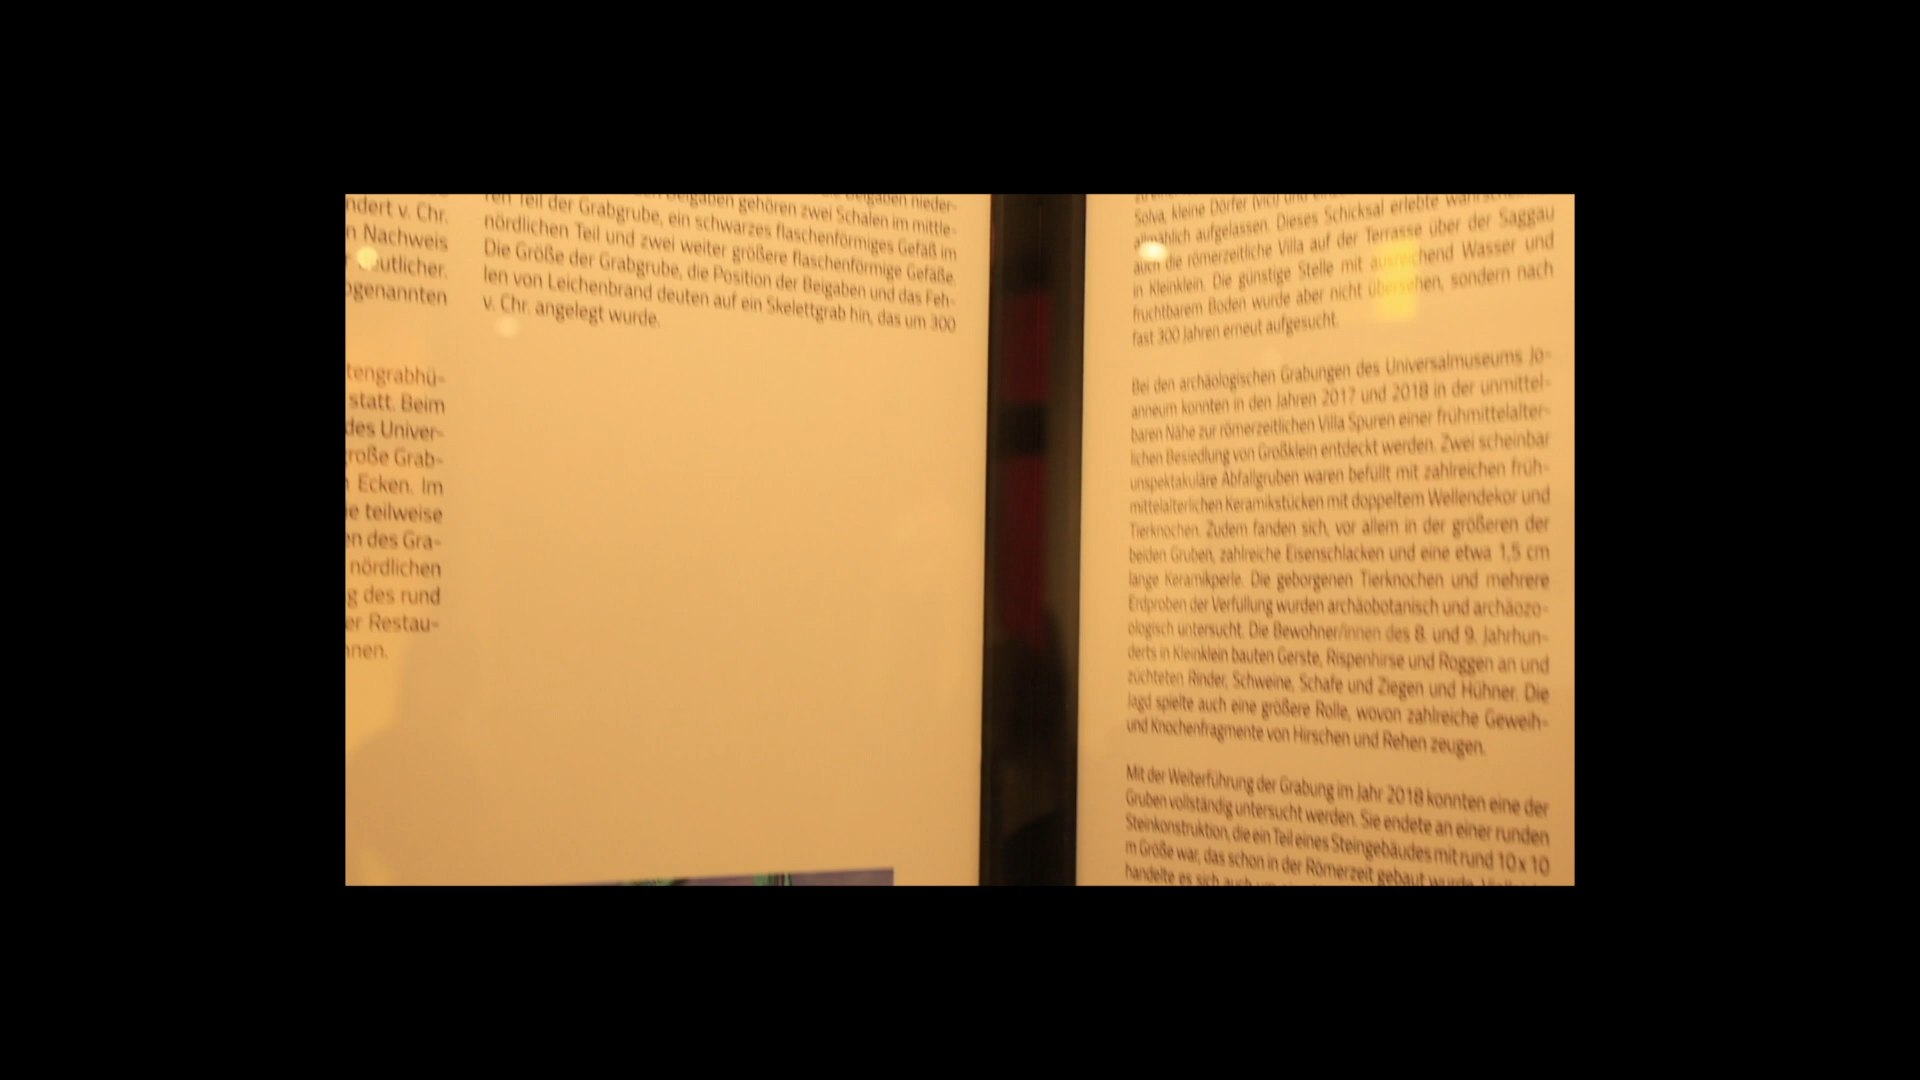 ndert v. Chr.
n Nachweis
eutlicher.
ogenannten
tengrabhü-
statt. Beim
des Univer-
große Grab-
Ecken. Im
e teilweise
en des Gra-
nördlichen
g des rund
er Restau-
nnen.
Beigaben nieder-
ren Teil der Grabgrube, Beigaben gehören zwei Schalen im mittle-
nördlichen Teil und zwei weiter größere flaschenförmige Gefäße.
Die Größe der Grabgrube, die Position der Beigaben und das Feh-
len von Leichenbrand deuten auf ein Skelettgrab hin, das um 300
v. Chr. angelegt wurde.
Solva, kleine Dörfer (vici) und
allmählich aufgelassen. Dieses Schicksal erlebte
auch die römerzeitliche Villa auf der Terrasse über der Saggau
in Kleinklein. Die günstige Stelle mit ausreichend Wasser und
fruchtbarem Boden wurde aber nicht übersehen, sondern nach
fast 300 Jahren erneut aufgesucht.
Bei den archäologischen Grabungen des Universalmuseums Jo-
anneum konnten in den Jahren 2017 und 2018 in der unmittel-
baren Nähe zur römerzeitlichen Villa Spuren einer frühmittelalter-
lichen Besiedlung von Großklein entdeckt werden. Zwei scheinbar
unspektakuläre Abfallgruben waren befüllt mit zahlreichen früh-
mittelalterlichen Keramikstücken mit doppeltem Wellendekor und
Tierknochen. Zudem fanden sich, vor allem in der größeren der
beiden Gruben, zahlreiche Eisenschlacken und eine etwa 1,5 cm
lange Keramikperle. Die geborgenen Tierknochen und mehrere
Erdproben der Verfüllung wurden archäobotanisch und archäozo-
ologisch untersucht. Die Bewohner/innen des 8. und 9. Jahrhun-
derts in Kleinklein bauten Gerste, Rispenhirse und Roggen an und
züchteten Rinder, Schweine, Schafe und Ziegen und Hühner. Die
Jagd spielte auch eine größere Rolle, wovon zahlreiche Geweih-
und Knochenfragmente von Hirschen und Rehen zeugen.
Mit der Weiterführung der Grabung im Jahr 2018 konnten eine der
Gruben vollständig untersucht werden. Sie endete an einer runden
Steinkonstruktion, die ein Teil eines Steingebäudes mit rund 10 x 10
m Größe war, das schon in der Römerzeit gebaut wurde.
handelte es sich auch